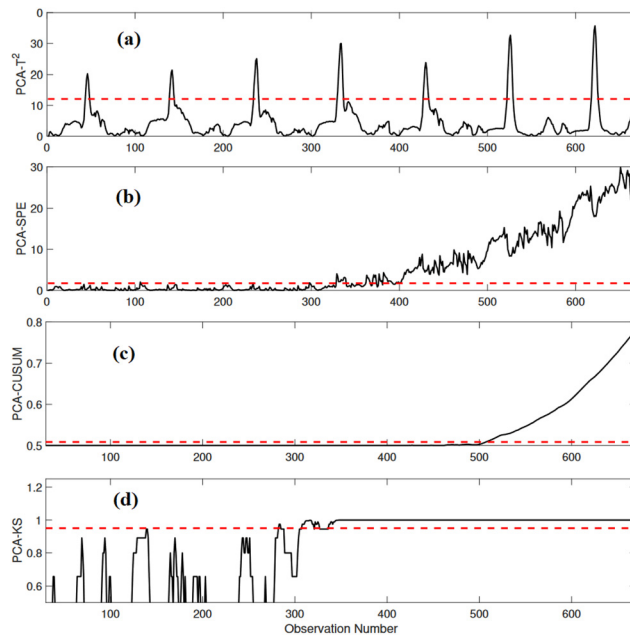 (a)
PCA-T²
30
20
10
0
0 100 200 300 400 500 600
(b)
PCA-SPE
30
20
10
0
0 100 200 300 400 500 600
(c)
PCA-CUSUM
0.8
0.7
0.6
0.5
100 200 300 400 500 600
(d)
PCA-KS
1.2
1
0.8
0.6
100 200 300 400 500 600
Observation Number